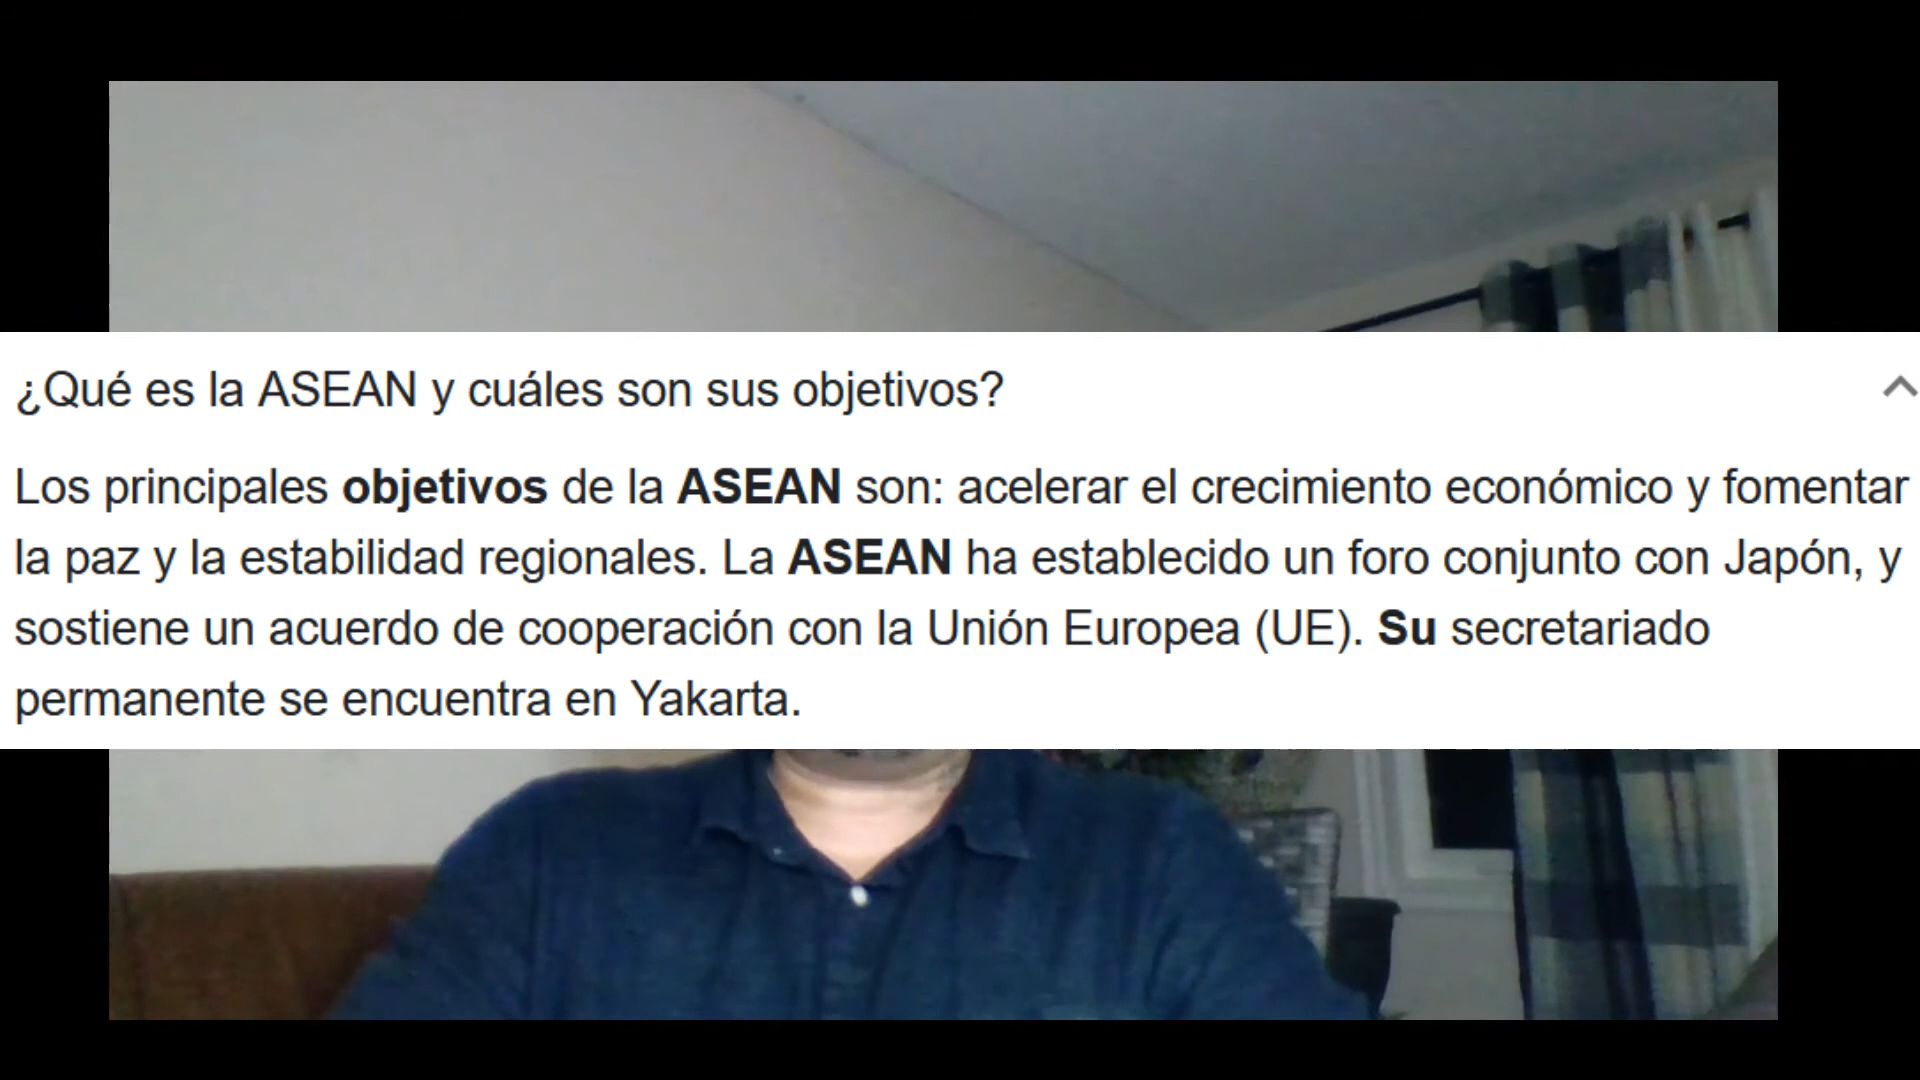 ¿Qué es la ASEAN y cuáles son sus objetivos?
Los principales objetivos de la ASEAN son: acelerar el crecimiento económico y fomentar
la paz y la estabilidad regionales. La ASEAN ha establecido un foro conjunto con Japón, y
sostiene un acuerdo de cooperación con la Unión Europea (UE). Su secretariado
permanente se encuentra en Yakarta.